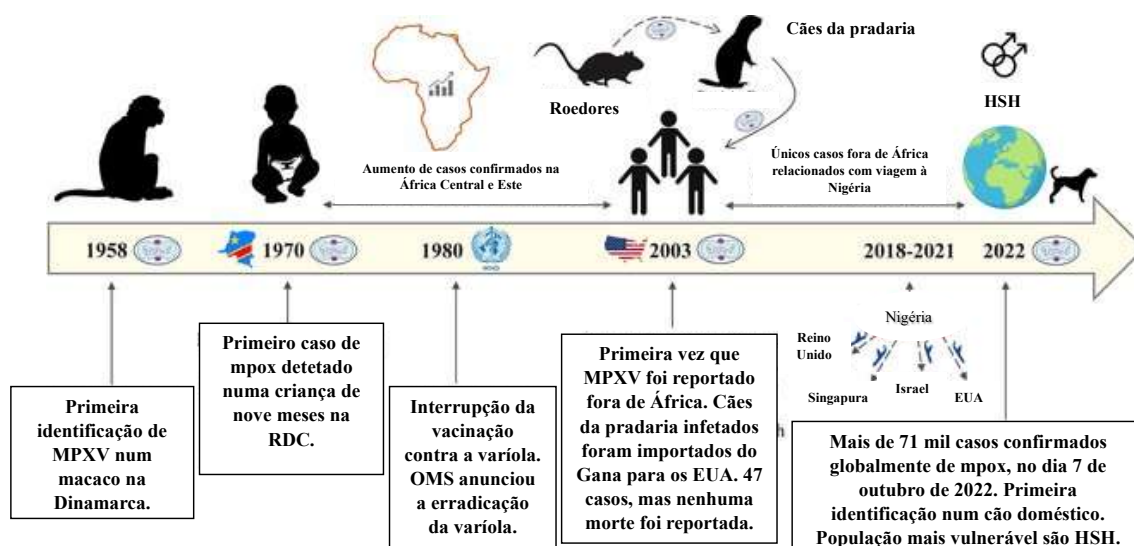 Cães da pradaria
Roedores
HSH
Aumento de casos confirmados na
África Central e Este
Únicos casos fora de África
relacionados com viagem à
Nigéria
1958
1970
1980
2003
2018-2021
2022
Primeira
identificação de
MPXV num
macaco na
Dinamarca.
Primeiro caso de
mpox detetado
numa criança de
nove meses na
RDC.
Interrupção da
vacinação
contra a varíola.
OMS anunciou
a erradicação
da varíola.
Primeira vez que
MPXV foi reportado
fora de África. Cães
da pradaria infetados
foram importados do
Gana para os EUA. 47
casos, mas nenhuma
morte foi reportada.
Nigéria
Reino
Unido
Singapura
Israel
EUA
Mais de 71 mil casos confirmados
globalmente de mpox, no dia 7 de
outubro de 2022. Primeira
identificação num cão doméstico.
População mais vulnerável são HSH.